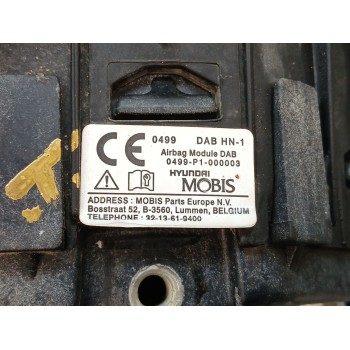 CE 0499 DAB HN-1
Airbag Module DAB
0499-P1-000003
HYUNDAI
MOBIS
ADDRESS : MOBIS Parts Europe N.V.
Bosstraat 52, B-3560, Lummen, BELGIUM
TELEPHONE : 32-13-61-9400